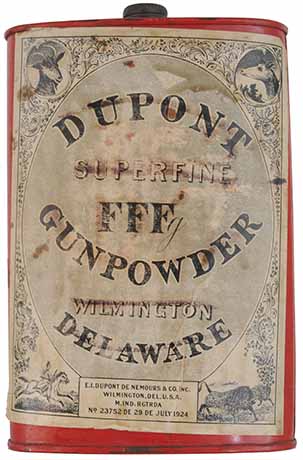 DUPONT
SUPERFINE
FFFg
GUNPOWDER
WILMINGTON
DELAWARE
E.I. DUPONT DE NEMOURS & CO. INC.
WILMINGTON, DEL. U.S.A.
M. IND. RGTRDA
NO 23752 DE 29 DE JULY 1924